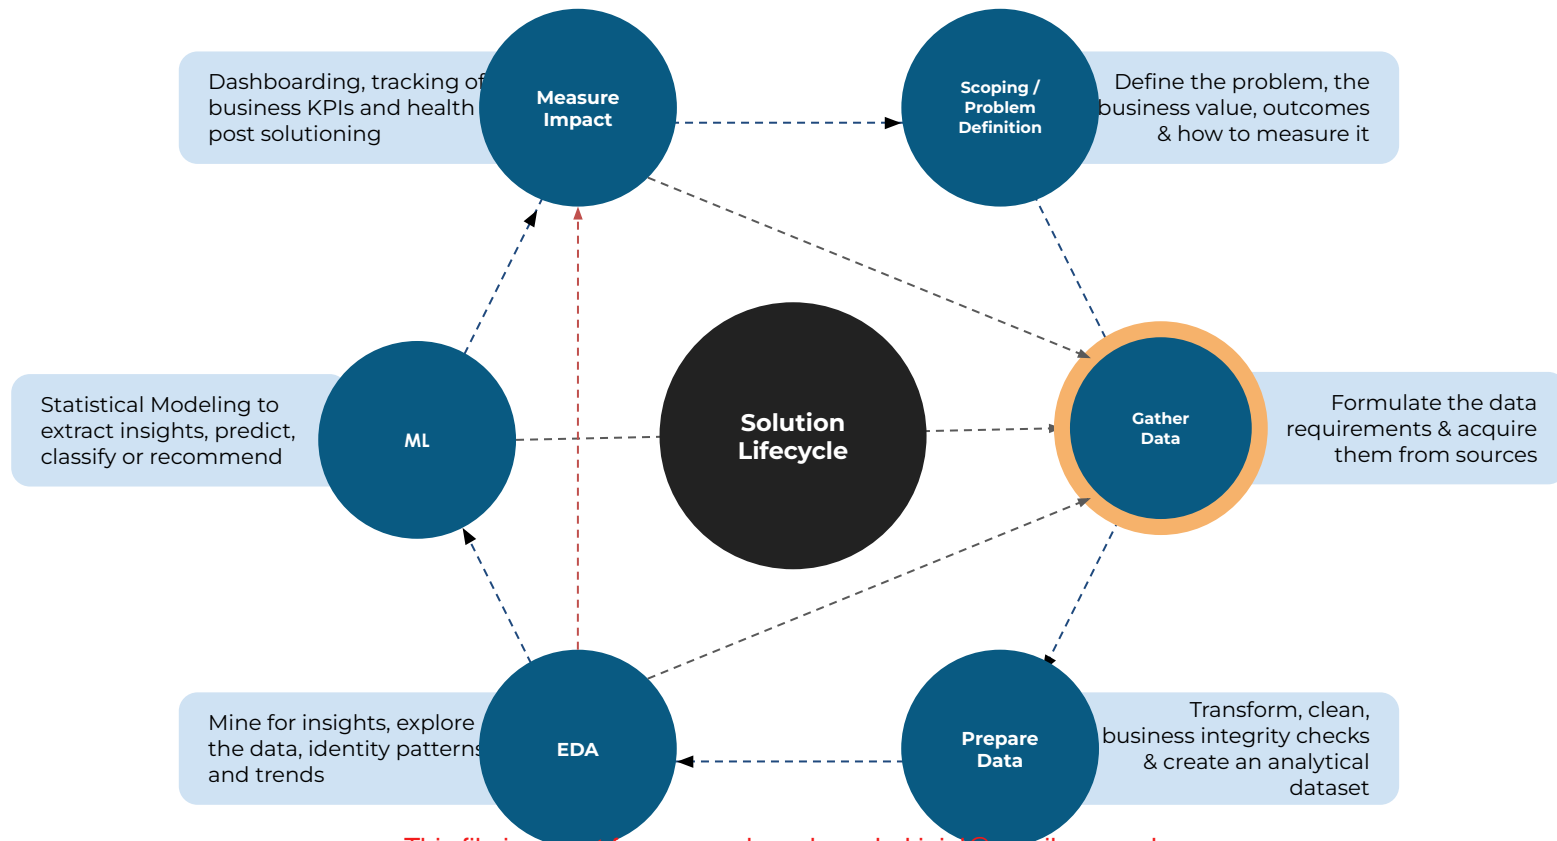 Dashboarding, tracking of
business KPIs and health
post solutioning
Measure
Impact
Scoping /
Problem
Definition
Define the problem, the
business value, outcomes
& how to measure it
Statistical Modeling to
extract insights, predict,
classify or recommend
ML
Solution
Lifecycle
Gather
Data
Formulate the data
requirements & acquire
them from sources
Mine for insights, explore
the data, identity patterns
and trends
EDA
Prepare
Data
Transform, clean,
business integrity checks
& create an analytical
dataset
This file is